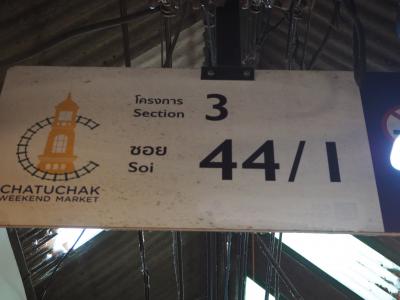 โครงการ
Section 3
ซอย
Soi 44/1
CHATUCHAK
WEEKEND MARKET